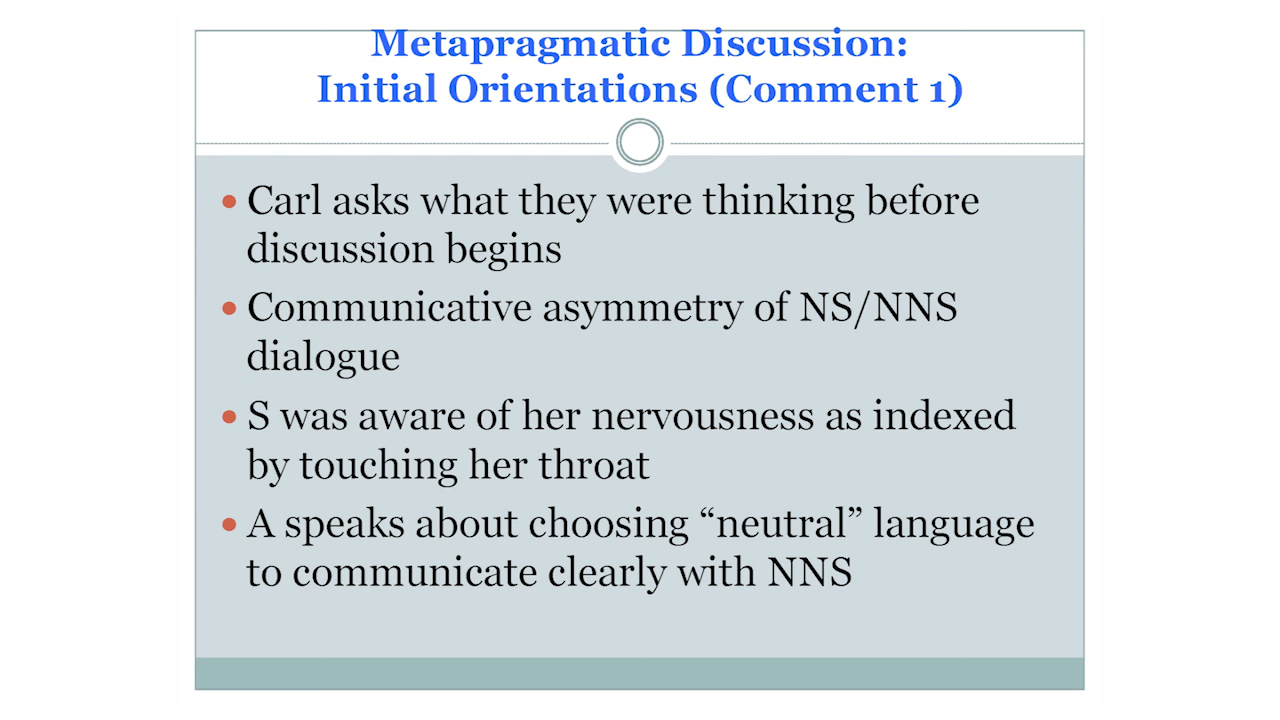 Metapragmatic Discussion:
Initial Orientations (Comment 1)
• Carl asks what they were thinking before
discussion begins
• Communicative asymmetry of NS/NNS
dialogue
• S was aware of her nervousness as indexed
by touching her throat
• A speaks about choosing “neutral” language
to communicate clearly with NNS